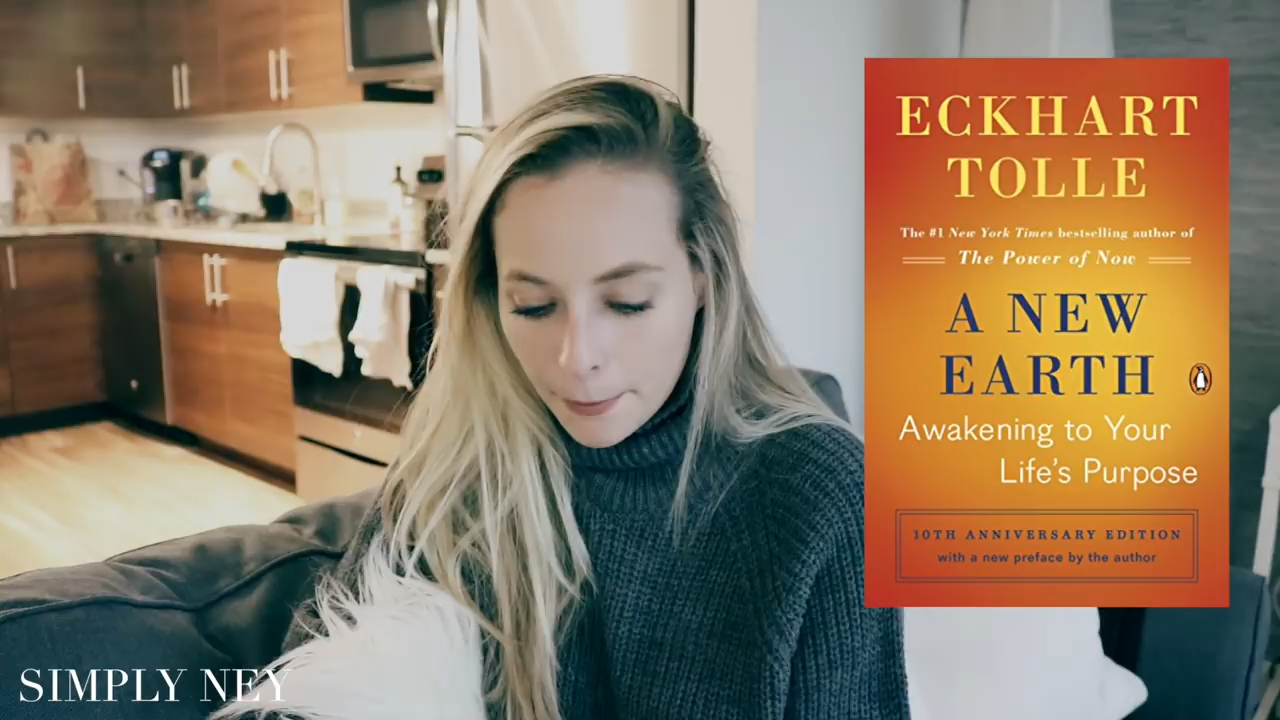 ECKHART
TOLLE
The #1 New York Times bestselling author of
The Power of Now
A NEW
EARTH
Awakening to Your
Life's Purpose
10TH ANNIVERSARY EDITION
with a new preface by the author
SIMPLY NEY